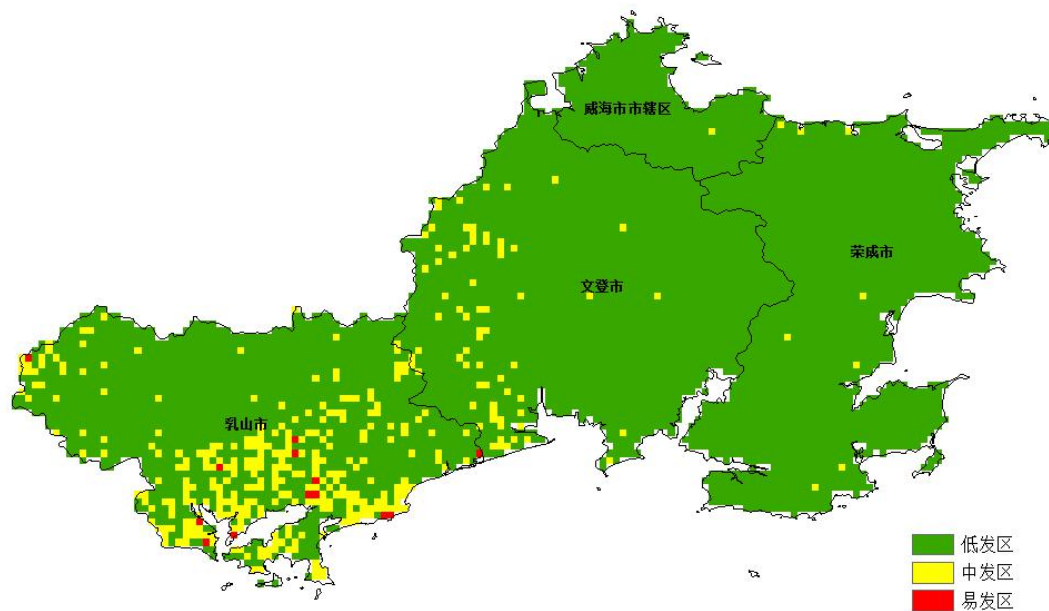 威海市市辖区
荣成市
文登市
乳山市
低发区
中发区
易发区